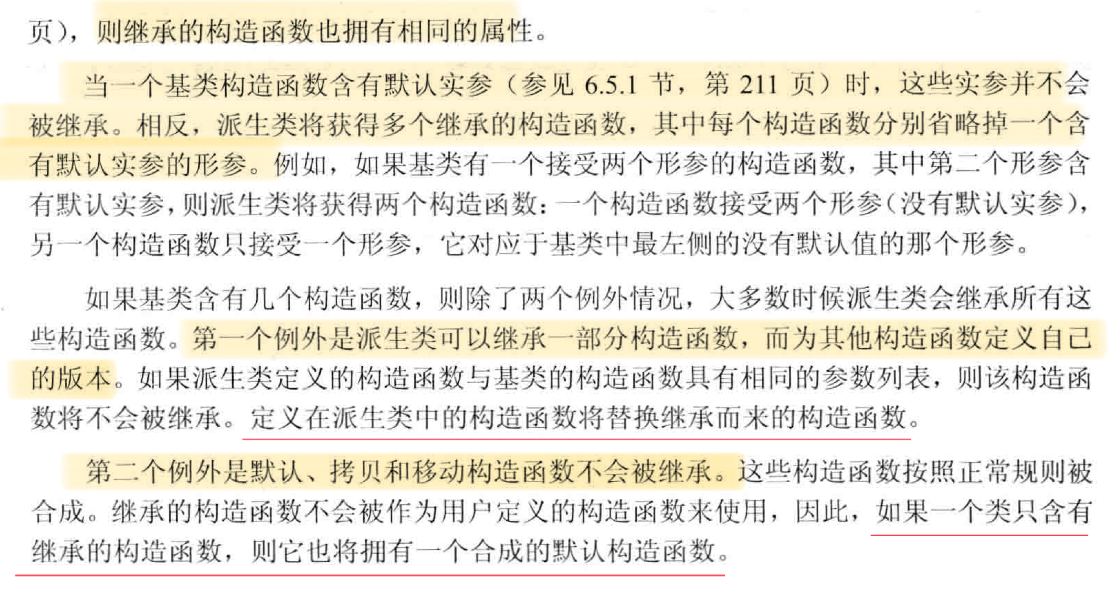 页），则继承的构造函数也拥有相同的属性。
当一个基类构造函数含有默认实参（参见 6.5.1 节，第 211 页）时，这些实参并不会
被继承。相反，派生类将获得多个继承的构造函数，其中每个构造函数分别省略掉一个含
有默认实参的形参。例如，如果基类有一个接受两个形参的构造函数，其中第二个形参含
有默认实参，则派生类将获得两个构造函数：一个构造函数接受两个形参（没有默认实参），
另一个构造函数只接受一个形参，它对应于基类中最左侧的没有默认值的那个形参。
如果基类含有几个构造函数，则除了两个例外情况，大多数时候派生类会继承所有这
些构造函数。第一个例外是派生类可以继承一部分构造函数，而为其他构造函数定义自己
的版本。如果派生类定义的构造函数与基类的构造函数具有相同的参数列表，则该构造函
数将不会被继承。定义在派生类中的构造函数将替换继承而来的构造函数。
第二个例外是默认、拷贝和移动构造函数不会被继承。这些构造函数按照正常规则被
合成。继承的构造函数不会被作为用户定义的构造函数来使用，因此，如果一个类只含有
继承的构造函数，则它也将拥有一个合成的默认构造函数。